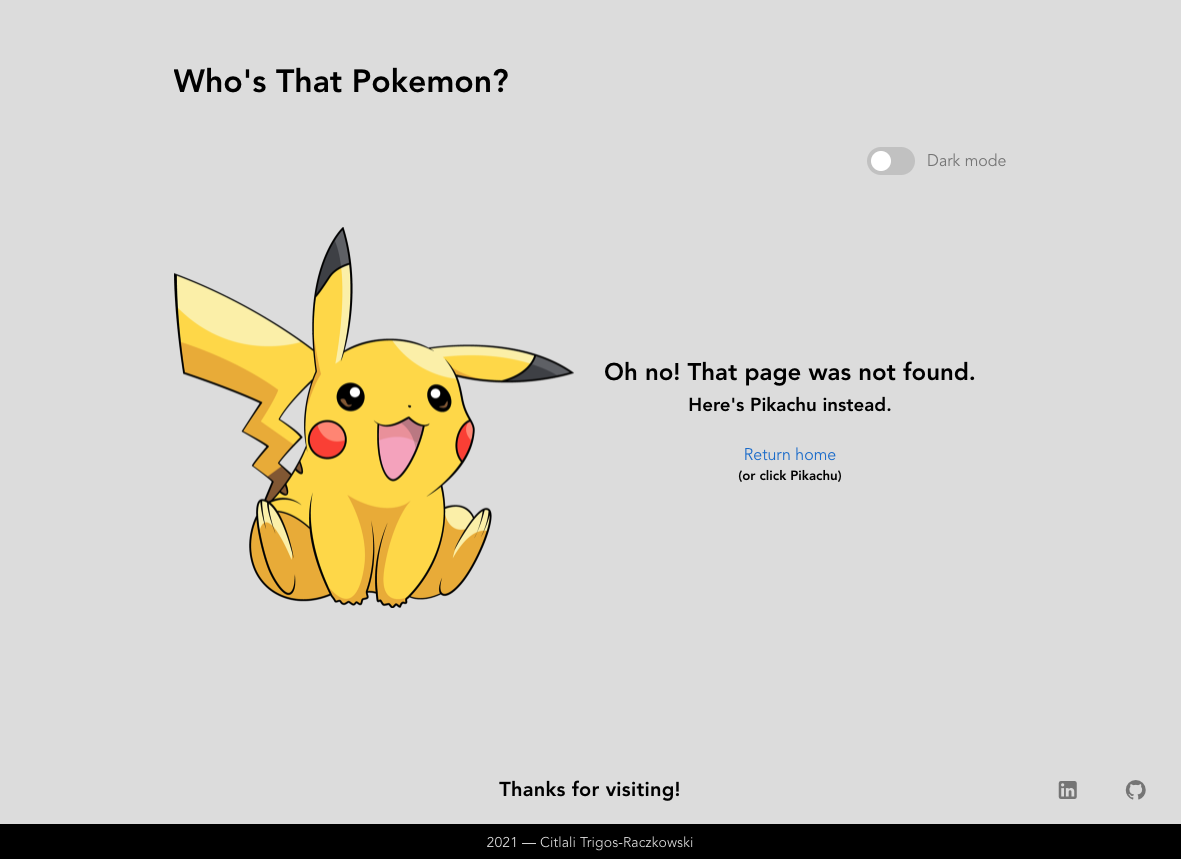 Who's That Pokemon?
Dark mode
Oh no! That page was not found.
Here's Pikachu instead.
Return home
(or click Pikachu)
Thanks for visiting!
in
2021 — Citlali Trigos-Raczkowski